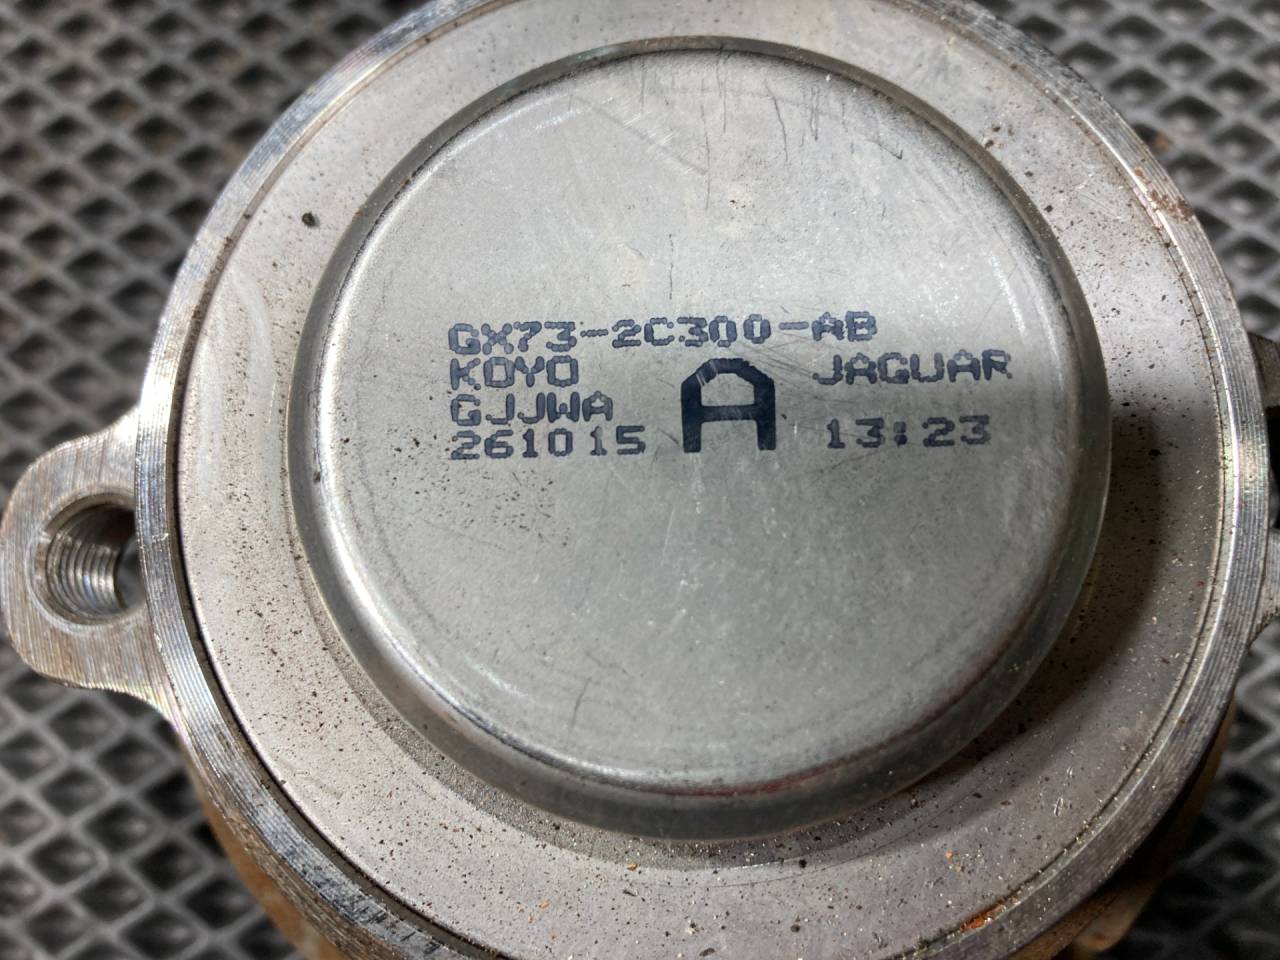 GX73-2C300-AB
KOYO A JAGUAR
GJJWA
261015 13:23